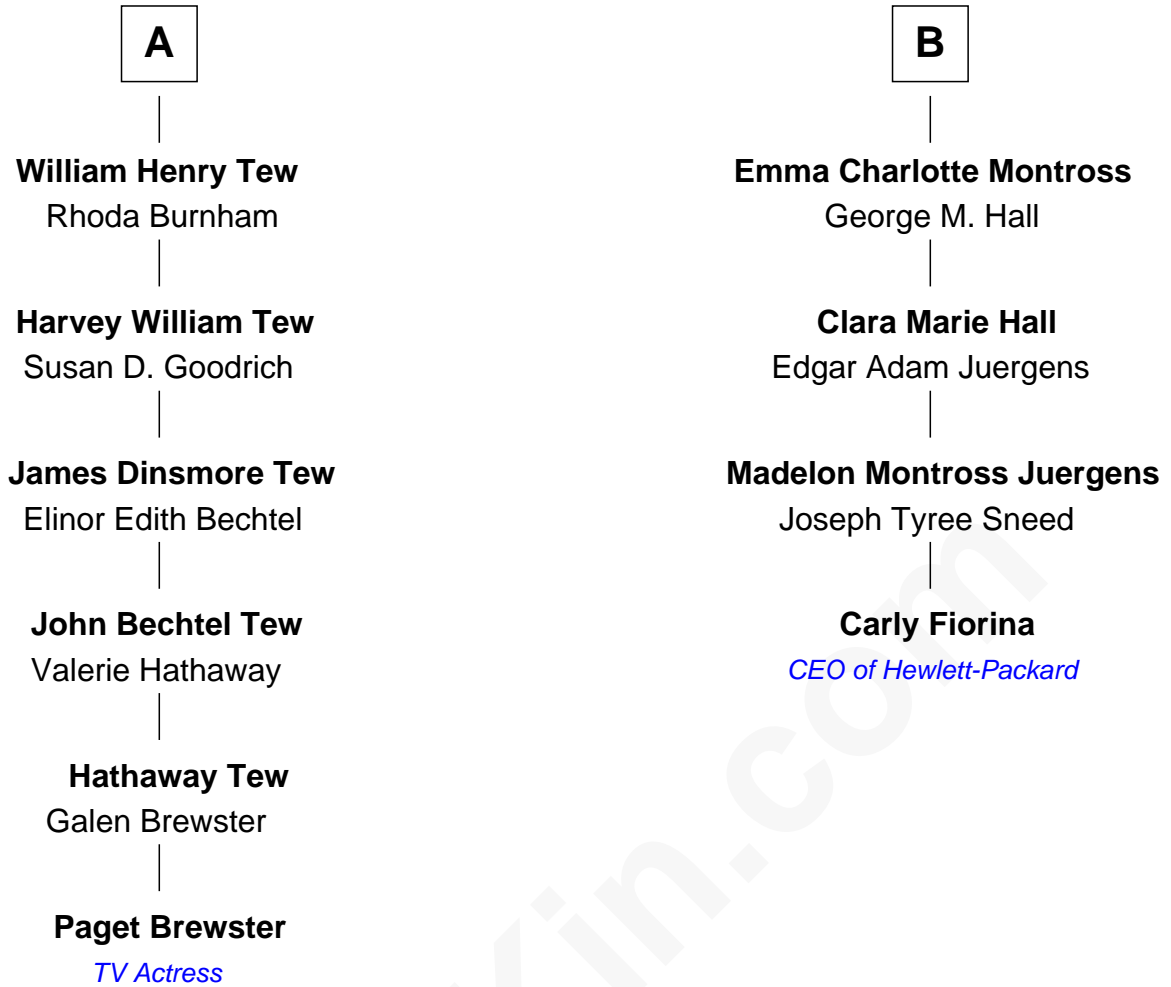 A
William Henry Tew
Rhoda Burnham
Harvey William Tew
Susan D. Goodrich
James Dinsmore Tew
Elinor Edith Bechtel
John Bechtel Tew
Valerie Hathaway
Hathaway Tew
Galen Brewster
Paget Brewster
TV Actress
B
Emma Charlotte Montross
George M. Hall
Clara Marie Hall
Edgar Adam Juergens
Madelon Montross Juergens
Joseph Tyree Sneed
Carly Fiorina
CEO of Hewlett-Packard